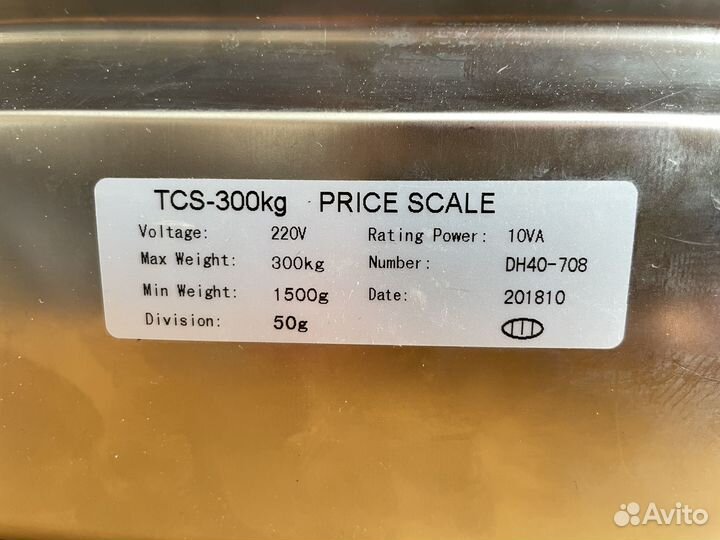 TCS-300kg PRICE SCALE
Voltage: 220V Rating Power: 10VA
Max Weight: 300kg Number: DH40-708
Min Weight: 1500g Date: 201810
Division: 50g III
Avito